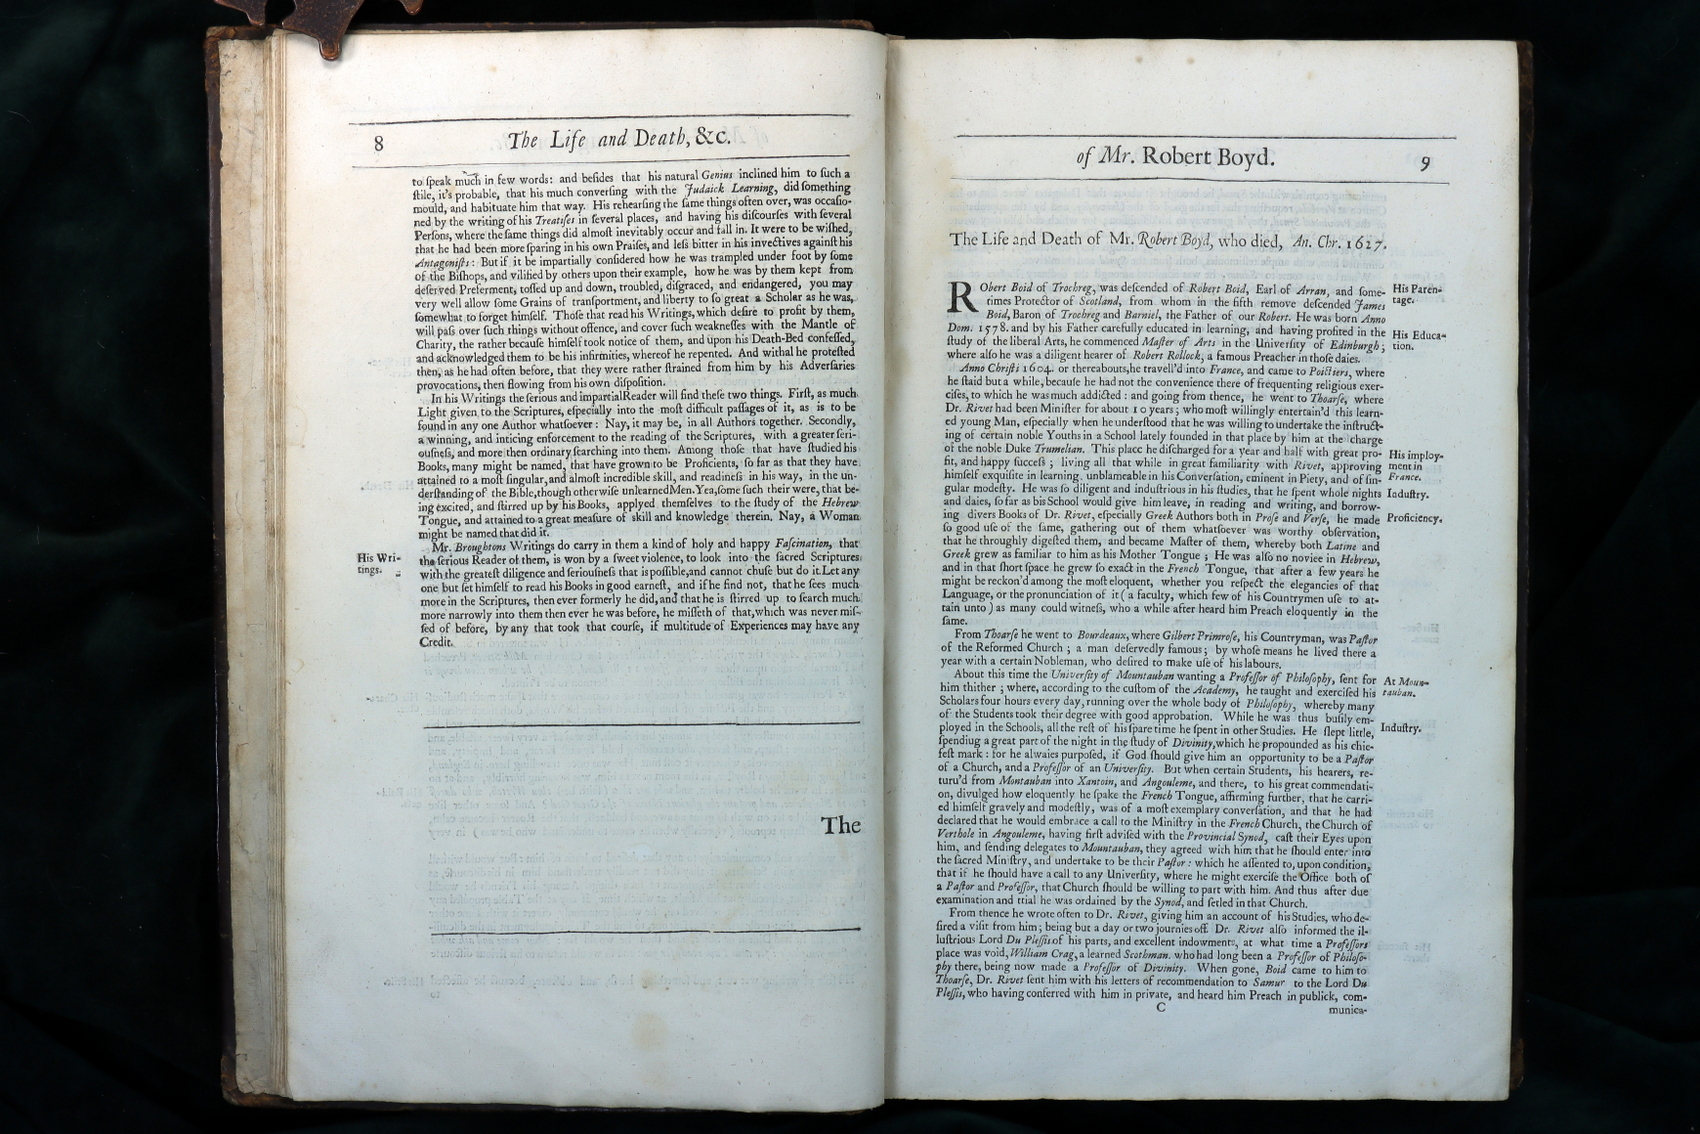 8 The Life and Death, &c.
to ſpeak much in few words: and beſides that his natural Genius inclined him to ſuch a
ſtile, it's probable, that his much converſing with the Judaick Learning, did ſomething
mould, and habituate him that way. His rehearſing the ſame things often over, was occaſio-
ned by the writing of his Treatiſes in ſeveral places, and having his diſcourſes with ſeveral
Perſons, where the ſame things did almoſt inevitably occur and fall in. It were to be wiſhed,
that he had been more ſparing in his own Praiſes, and leſs bitter in his invectives againſt his
Antagoniſts: But if it be impartially conſidered how he was trampled under foot by ſome
of the Biſhops, and vilified by others upon their example, how he was by them kept from
deſerved Preferment, toſſed up and down, troubled, diſgraced, and endangered, you may
very well allow ſome Grains of tranſportment, and liberty to ſo great a Scholar as he was,
ſomewhat to forget himſelf. Thoſe that read his Writings, which deſire to profit by them,
will paſs over ſuch things without offence, and cover ſuch weakneſſes with the Mantle of
Charity, the rather becauſe himſelf took notice of them, and upon his Death-Bed confeſſed,
and acknowledged them to be his infirmities, whereof he repented. And withal he proteſted
then, as he had often before, that they were rather ſtrained from him by his Adverſaries
provocations, then flowing from his own diſpoſition.
In his Writings the ſerious and impartial Reader will find theſe two things. Firſt, as much
Light given to the Scriptures, eſpecially into the moſt difficult paſſages of it, as is to be
found in any one Author whatſoever: Nay, it may be, in all Authors together. Secondly,
a winning, and inticing enforcement to the reading of the Scriptures, with a greater ſeri-
ouſneſs, and more then ordinary ſearching into them. Among thoſe that have ſtudied his
Books, many might be named, that have grown to be Proficients, ſo far as that they have
attained to a moſt ſingular, and almoſt incredible skill, and readineſs in his way, in the un-
derſtanding of the Bible, though otherwiſe unlearned Men. Yea, ſome ſuch their were, that be-
ing excited, and ſtirred up by his Books, applyed themſelves to the ſtudy of the Hebrew
Tongue, and attained to a great meaſure of skill and knowledge therein. Nay, a Woman
might be named that did it.
Mr. Broughtons Writings do carry in them a kind of holy and happy Faſcination, that
His Wri-
tings.
the ſerious Reader of them, is won by a ſweet violence, to look into the ſacred Scriptures
with the greateſt diligence and ſeriouſneſs that is poſſible, and cannot chuſe but do it. Let any
one but ſet himſelf to read his Books in good earneſt, and if he find not, that he ſees much
more in the Scriptures, then ever formerly he did, and that he is ſtirred up to ſearch much
more narrowly into them then ever he was before, he miſſeth of that, which was never miſ-
ſed of before, by any that took that courſe, if multitude of Experiences may have any
Credit.
The
of Mr. Robert Boyd. 9
The Life and Death of Mr. Robert Boyd, who died, An. Chr. 1627.
RObert Boid of Trochreg, was deſcended of Robert Boid, Earl of Arran, and ſome-
His Paren-
tage.
times Protector of Scotland, from whom in the fifth remove deſcended James
Boid, Baron of Trochreg and Barniel, the Father of our Robert. He was born Anno
Dom. 1578. and by his Father carefully educated in learning, and having profited in the
His Educa-
tion.
ſtudy of the liberal Arts, he commenced Maſter of Arts in the Univerſity of Edinburgh;
where alſo he was a diligent hearer of Robert Rollock, a famous Preacher in thoſe daies.
Anno Chriſti 1604. or thereabouts, he travell'd into France, and came to Poictiers, where
he ſtaid but a while, becauſe he had not the convenience there of frequenting religious exer-
ciſes, to which he was much addicted: and going from thence, he went to Thoarſe, where
Dr. Rivet had been Miniſter for about 10 years; who moſt willingly entertain'd this learn-
ed young Man, eſpecially when he underſtood that he was willing to undertake the inſtruct-
ing of certain noble Youths in a School lately founded in that place by him at the charge
of the noble Duke Trumelian. This place he diſcharged for a year and half with great pro-
fit, and happy ſucceſs; living all that while in great familiarity with Rivet, approving
His imploy-
ment in
France.
himſelf exquiſite in learning, unblameable in his Converſation, eminent in Piety, and of ſin-
gular modeſty. He was ſo diligent and induſtrious in his ſtudies, that he ſpent whole nights
Induſtry.
and daies, ſo far as his School would give him leave, in reading and writing, and borrow-
ing divers Books of Dr. Rivet, eſpecially Greek Authors both in Proſe and Verſe, he made
Proficiency.
ſo good uſe of the ſame, gathering out of them whatſoever was worthy obſervation,
that he throughly digeſted them, and became Maſter of them, whereby both Latine and
Greek grew as familiar to him as his Mother Tongue; He was alſo no novice in Hebrew,
and in that ſhort ſpace he grew ſo exact in the French Tongue, that after a few years he
might be reckon'd among the moſt eloquent, whether you reſpect the elegancies of that
Language, or the pronunciation of it (a faculty, which few of his Countrymen uſe to at-
tain unto) as many could witneſs, who a while after heard him Preach eloquently in the
ſame.
From Thoarſe he went to Bourdeaux, where Gilbert Primroſe, his Countryman, was Paſtor
of the Reformed Church; a man deſervedly famous; by whoſe means he lived there a
year with a certain Nobleman, who deſired to make uſe of his labours.
About this time the Univerſity of Mountauban wanting a Profeſſor of Philoſophy, ſent for
At Moun-
tauban.
him thither; where, according to the cuſtom of the Academy, he taught and exerciſed his
Scholars four hours every day, running over the whole body of Philoſophy, whereby many
of the Students took their degree with good approbation. While he was thus buſily em-
ployed in the Schools, all the reſt of his ſpare time he ſpent in other Studies. He ſlept little,
Induſtry.
ſpending a great part of the night in the ſtudy of Divinity, which he propounded as his chie-
feſt mark: for he alwaies purpoſed, if God ſhould give him an opportunity to be a Paſtor
of a Church, and a Profeſſor of an Univerſity. But when certain Students, his hearers, re-
turu'd from Montauban into Xantoin, and Angouleme, and there, to his great commendati-
on, divulged how eloquently he ſpake the French Tongue, affirming further, that he carri-
ed himſelf gravely and modeſtly, was of a moſt exemplary converſation, and that he had
declared that he would embrace a call to the Miniſtry in the French Church, the Church of
Verthole in Angouleme, having firſt adviſed with the Provincial Synod, caſt their Eyes upon
him, and ſending delegates to Mountauban, they agreed with him that he ſhould enter into
the ſacred Miniſtry, and undertake to be their Paſtor: which he aſſented to, upon condition,
that if he ſhould have a call to any Univerſity, where he might exerciſe the Office both of
a Paſtor and Profeſſor, that Church ſhould be willing to part with him. And thus after due
examination and trial he was ordained by the Synod, and ſetled in that Church.
From thence he wrote often to Dr. Rivet, giving him an account of his Studies, who de-
ſired a viſit from him; being but a day or two journies off. Dr. Rivet alſo informed the il-
luſtrious Lord Du Pleſſis of his parts, and excellent indowments, at what time a Profeſſors
place was void, William Crag, a learned Scothman. who had long been a Profeſſor of Philoſo-
phy there, being now made a Profeſſor of Divinity. When gone, Boid came to him to
Thoarſe, Dr. Rivet ſent him with his letters of recommendation to Samur to the Lord Du
Pleſſis, who having conferred with him in private, and heard him Preach in publick, com-
C munica-